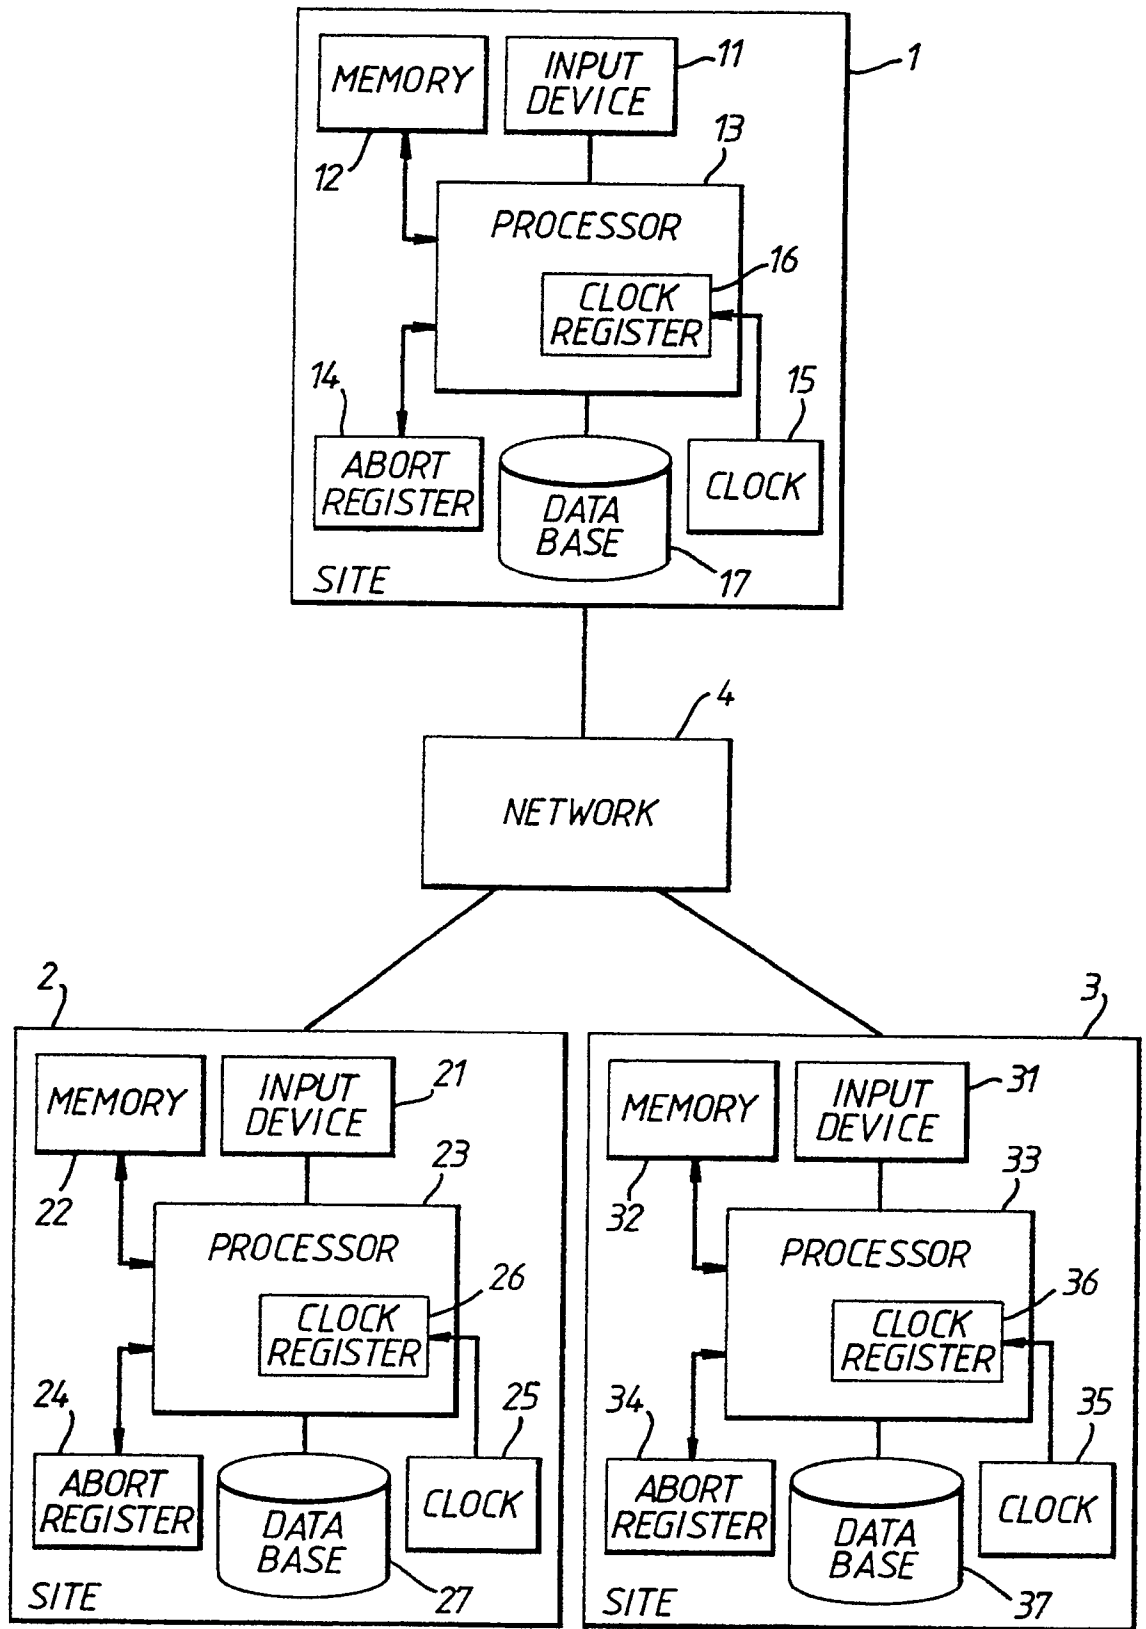 1
MEMORY
INPUT
DEVICE
11
12
13
PROCESSOR
16
CLOCK
REGISTER
14
15
ABORT
REGISTER
DATA
BASE
CLOCK
17
SITE
4
NETWORK
2
MEMORY
INPUT
DEVICE
21
22
23
PROCESSOR
26
CLOCK
REGISTER
24
25
ABORT
REGISTER
DATA
BASE
CLOCK
27
SITE
3
MEMORY
INPUT
DEVICE
31
32
33
PROCESSOR
36
CLOCK
REGISTER
34
35
ABORT
REGISTER
DATA
BASE
CLOCK
37
SITE